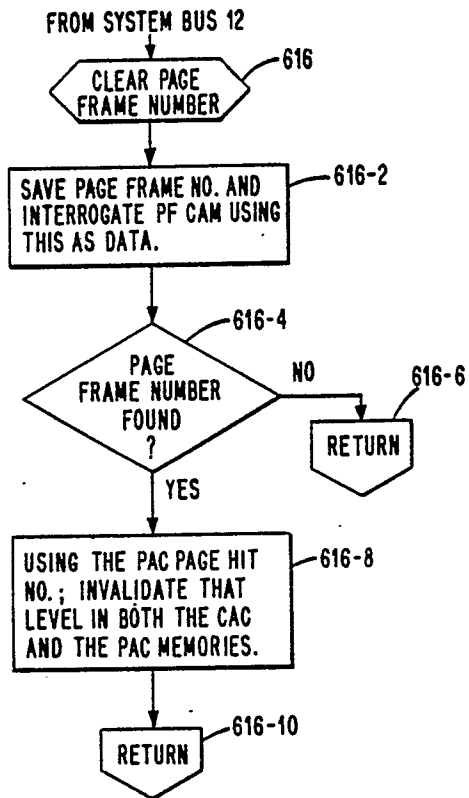 FROM SYSTEM BUS 12
616
CLEAR PAGE
FRAME NUMBER
616-2
SAVE PAGE FRAME NO. AND
INTERROGATE PF CAM USING
THIS AS DATA.
616-4
PAGE
FRAME NUMBER
FOUND
?
NO
616-6
RETURN
YES
616-8
USING THE PAC PAGE HIT
NO.; INVALIDATE THAT
LEVEL IN BOTH THE CAC
AND THE PAC MEMORIES.
616-10
RETURN